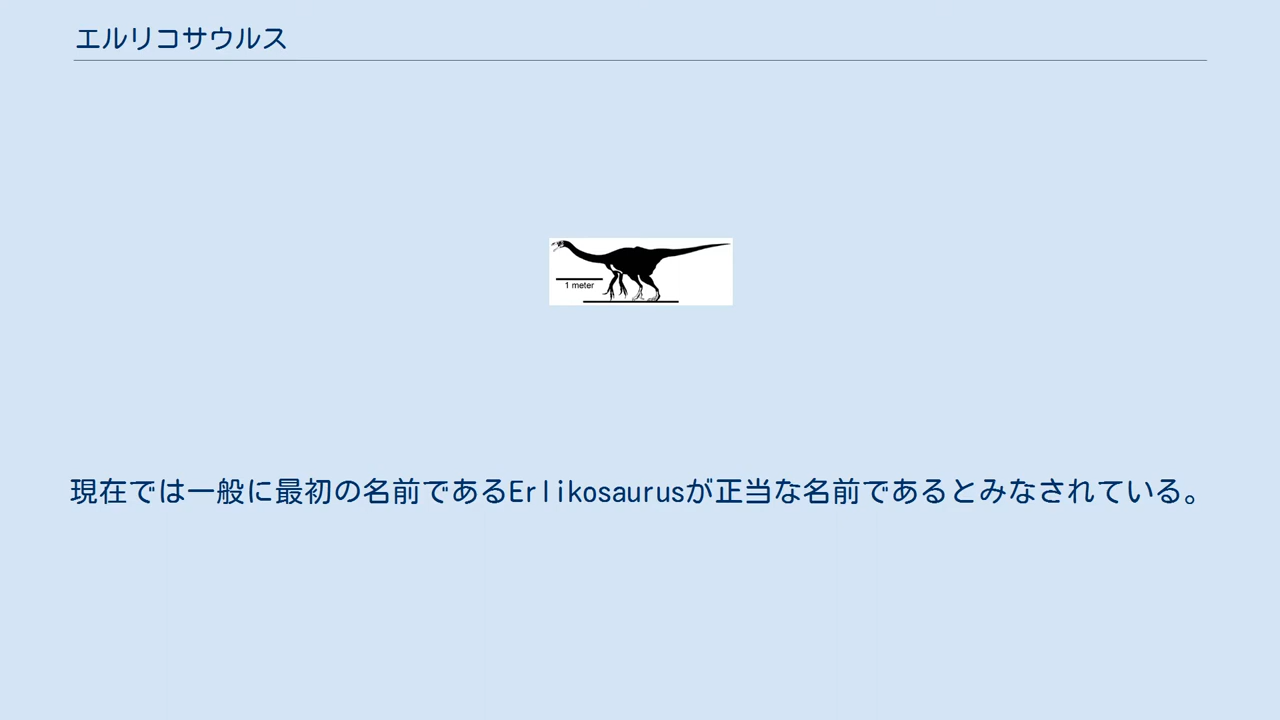 エルリコサウルス
1 meter
現在では一般に最初の名前であるErlikosaurusが正当な名前であるとみなされている。